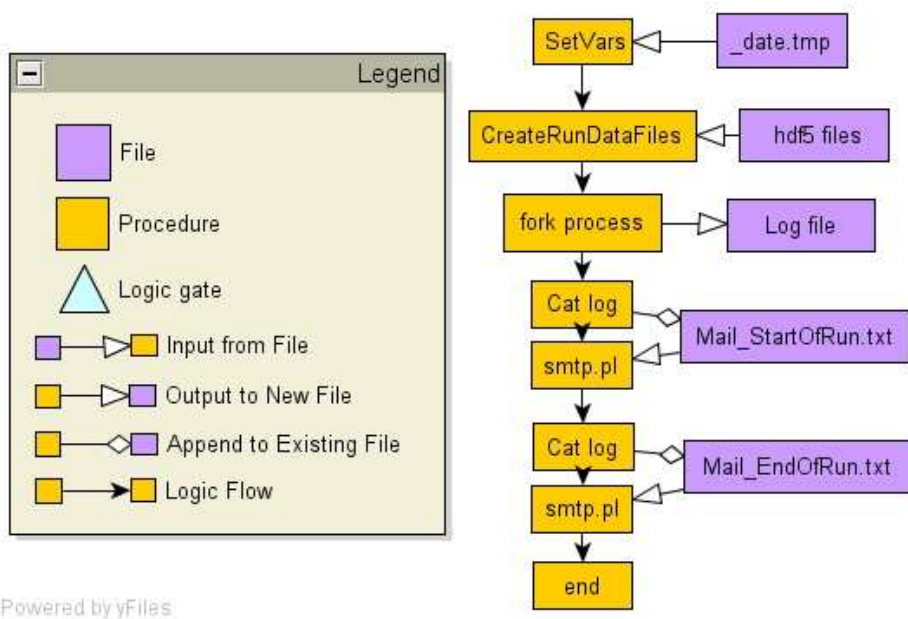 Legend
File
Procedure
Logic gate
Input from File
Output to New File
Append to Existing File
Logic Flow
SetVars
_date.tmp
CreateRunDataFiles
hdf5 files
fork process
Log file
Cat log
Mail_StartOfRun.txt
smtp.pl
Cat log
Mail_EndOfRun.txt
smtp.pl
end
Powered by yFiles